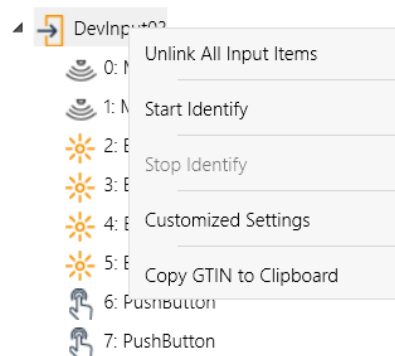 DevInput02
Unlink All Input Items
0:
1:
Start Identify
2:
Stop Identify
3:
4:
Customized Settings
5:
Copy GTIN to Clipboard
6: PushButton
7: PushButton